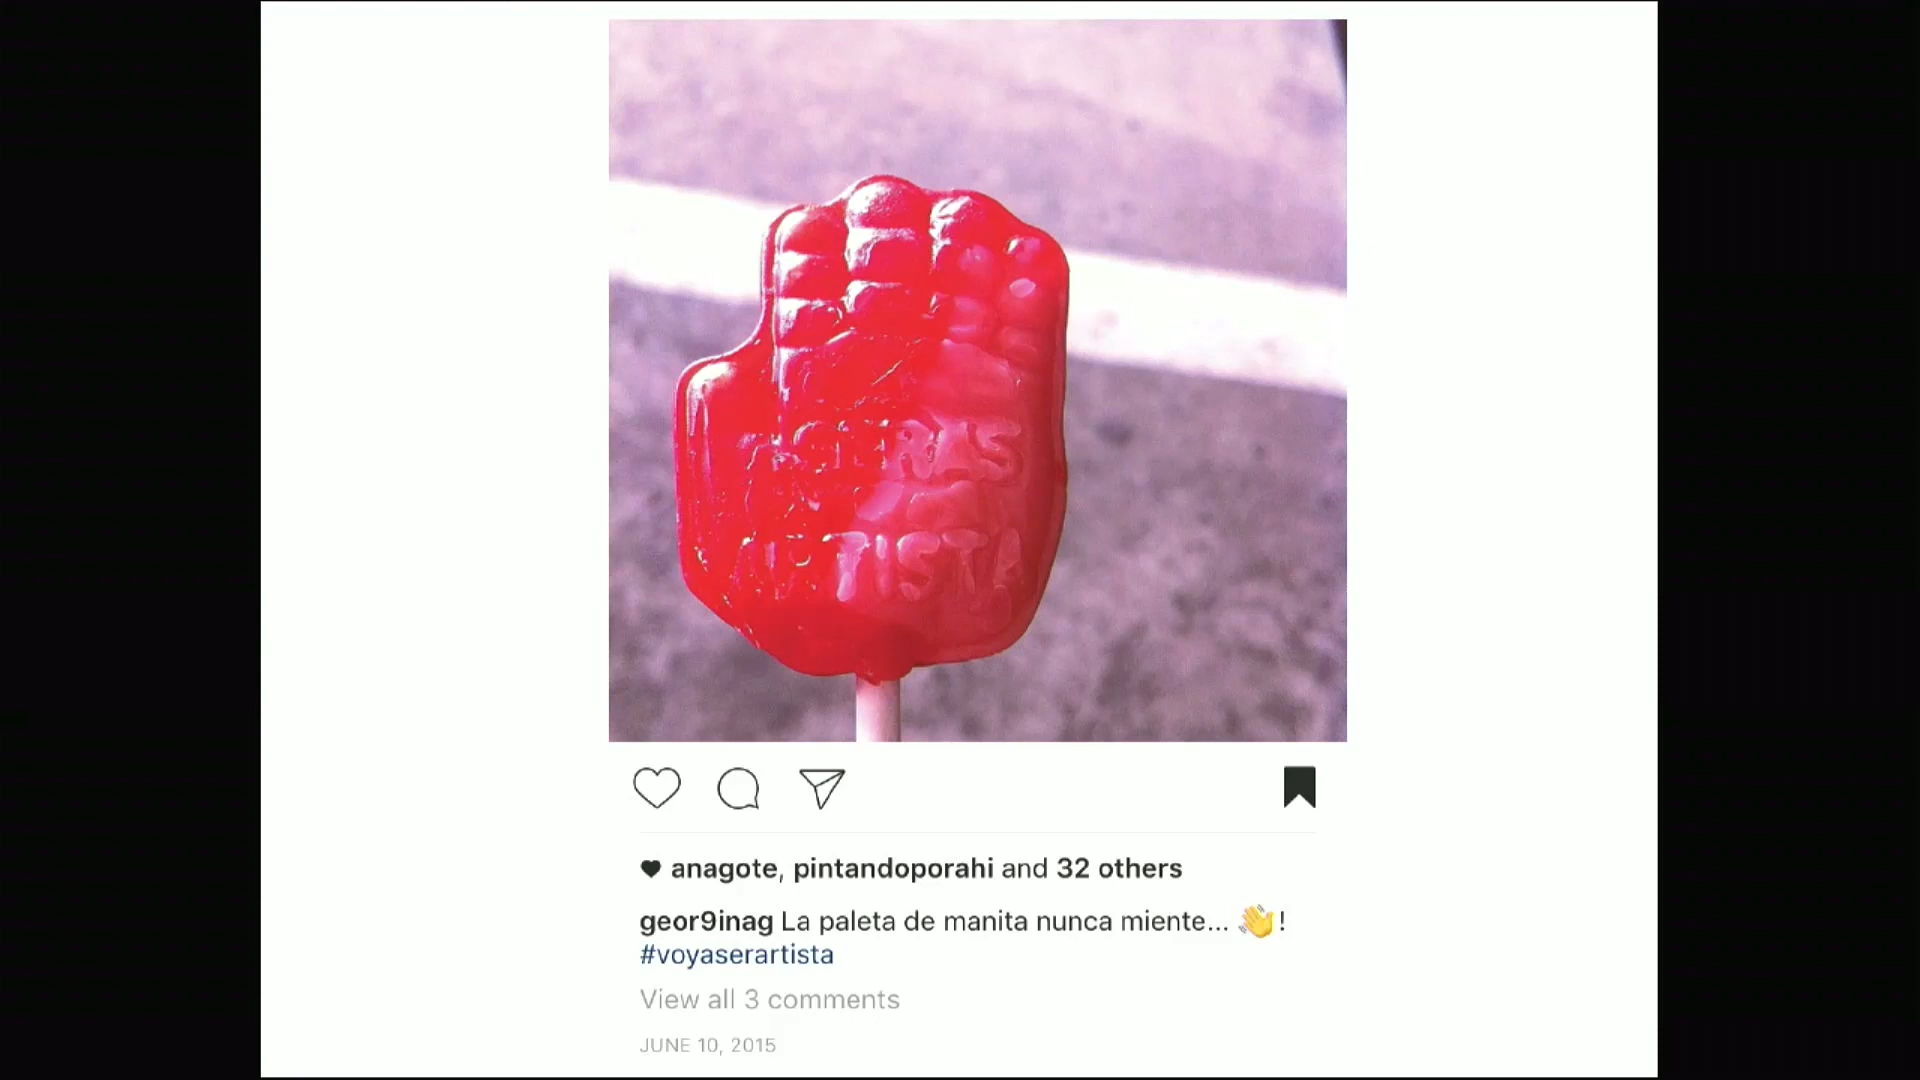 ARTISTA
anagote, pintandoporahi and 32 others
geor9inag La paleta de manita nunca miente... 👋!
#voyaserartista
View all 3 comments
JUNE 10, 2015